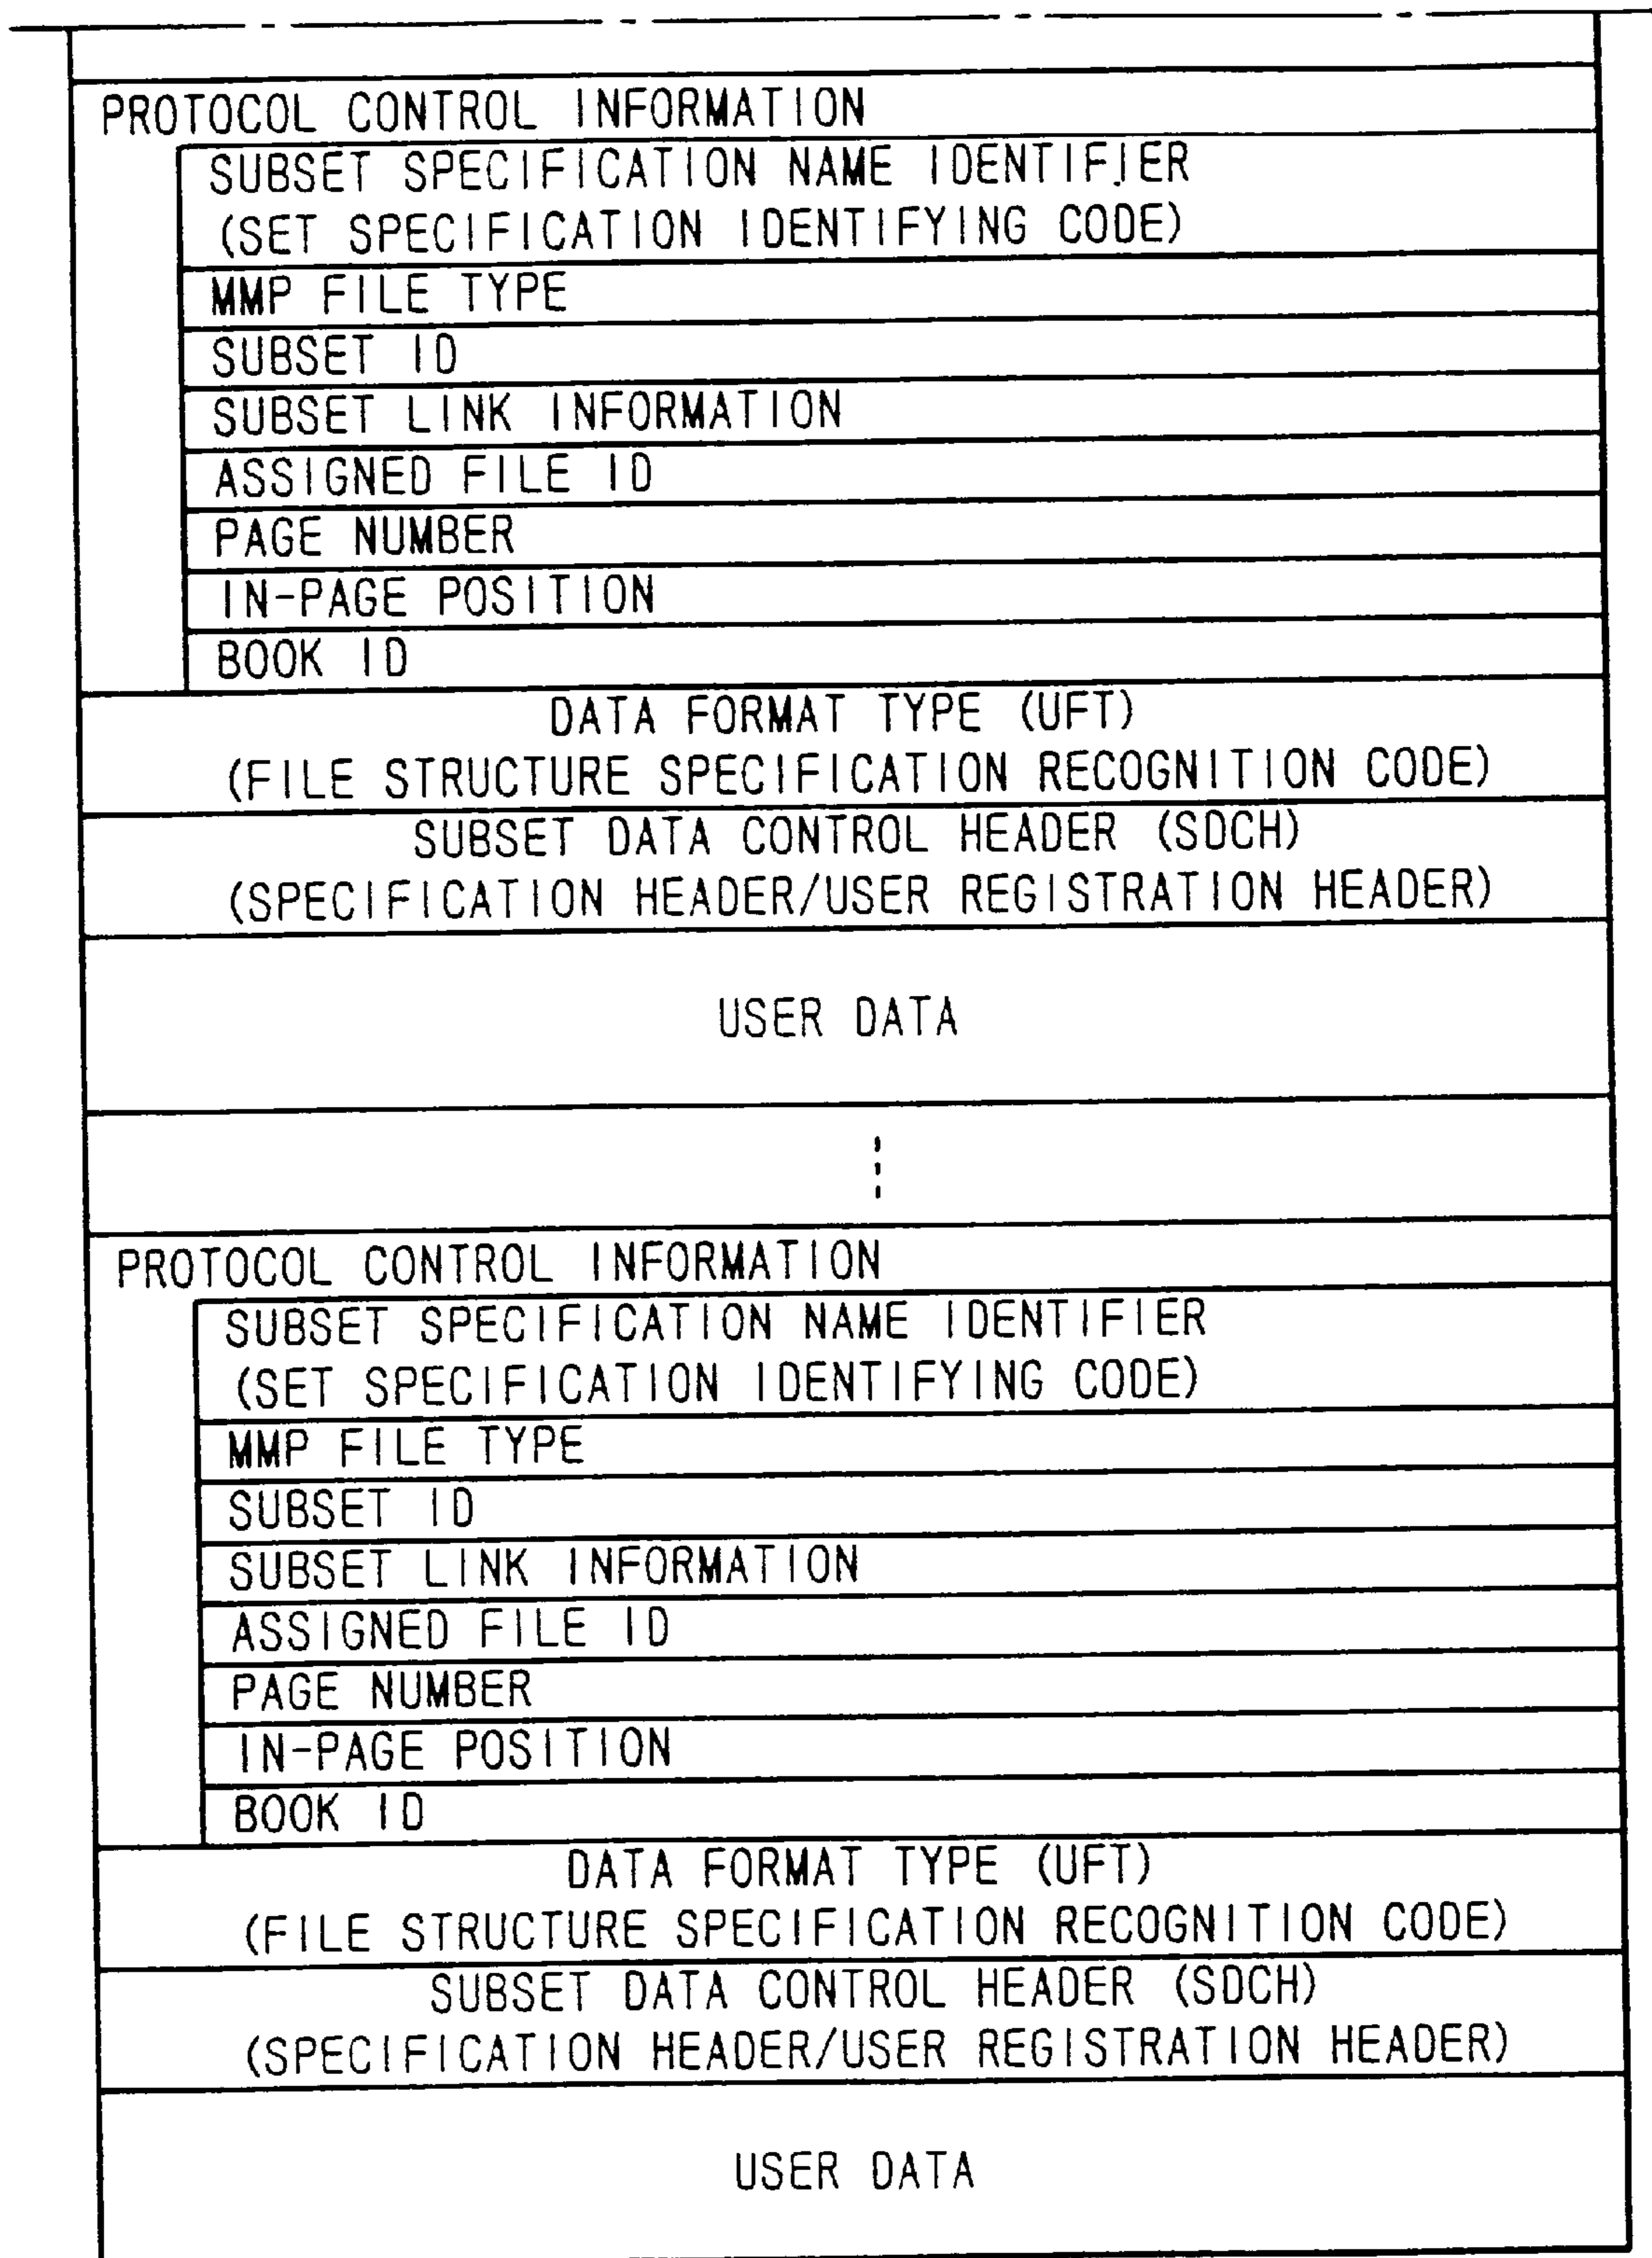 PROTOCOL CONTROL INFORMATION
SUBSET SPECIFICATION NAME IDENTIFIER
(SET SPECIFICATION IDENTIFYING CODE)
MMP FILE TYPE
SUBSET ID
SUBSET LINK INFORMATION
ASSIGNED FILE ID
PAGE NUMBER
IN-PAGE POSITION
BOOK ID
DATA FORMAT TYPE (UFT)
(FILE STRUCTURE SPECIFICATION RECOGNITION CODE)
SUBSET DATA CONTROL HEADER (SDCH)
(SPECIFICATION HEADER/USER REGISTRATION HEADER)
USER DATA
PROTOCOL CONTROL INFORMATION
SUBSET SPECIFICATION NAME IDENTIFIER
(SET SPECIFICATION IDENTIFYING CODE)
MMP FILE TYPE
SUBSET ID
SUBSET LINK INFORMATION
ASSIGNED FILE ID
PAGE NUMBER
IN-PAGE POSITION
BOOK ID
DATA FORMAT TYPE (UFT)
(FILE STRUCTURE SPECIFICATION RECOGNITION CODE)
SUBSET DATA CONTROL HEADER (SDCH)
(SPECIFICATION HEADER/USER REGISTRATION HEADER)
USER DATA